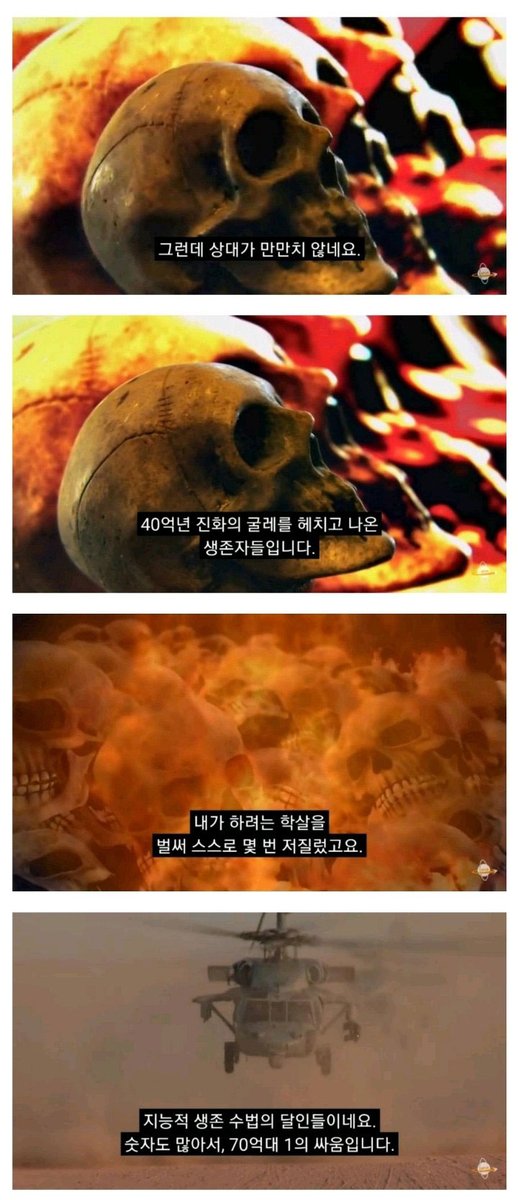 그런데 상대가 만만치 않네요.
40억년 진화의 굴레를 헤치고 나온
생존자들입니다.
내가 하려는 학살을
벌써 스스로 몇 번 저질렀고요.
지능적 생존 수법의 달인들이네요.
숫자도 많아서, 70억대 1의 싸움입니다.